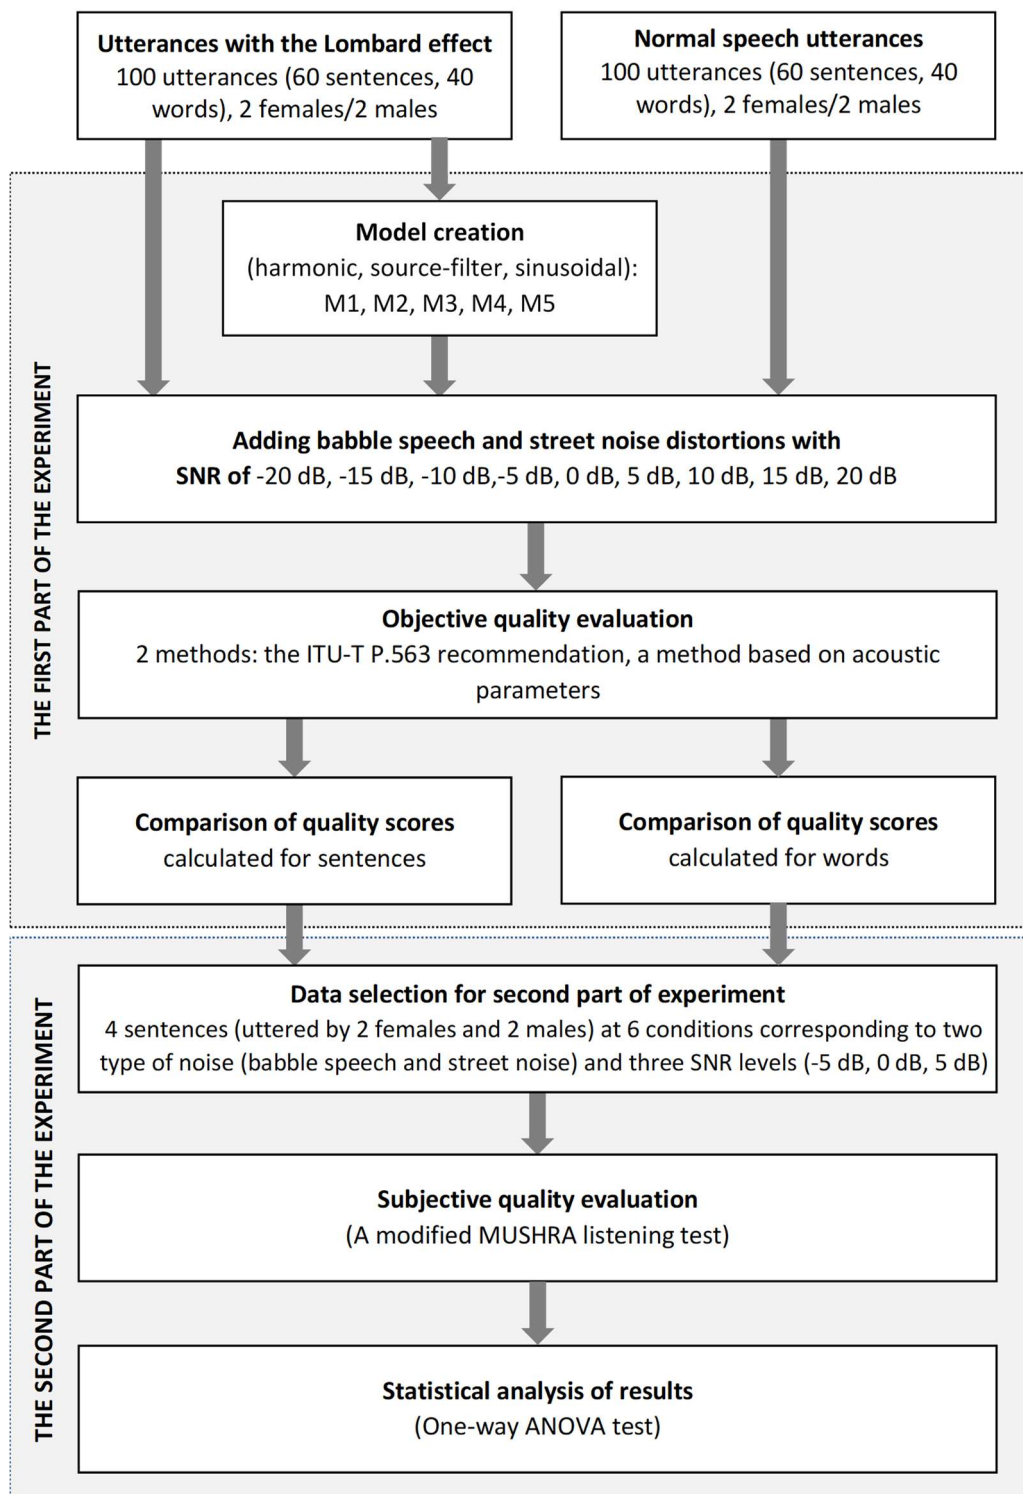 Utterances with the Lombard effect
100 utterances (60 sentences, 40
words), 2 females/2 males
Normal speech utterances
100 utterances (60 sentences, 40
words), 2 females/2 males
THE FIRST PART OF THE EXPERIMENT
Model creation
(harmonic, source-filter, sinusoidal):
M1, M2, M3, M4, M5
Adding babble speech and street noise distortions with
SNR of -20 dB, -15 dB, -10 dB,-5 dB, 0 dB, 5 dB, 10 dB, 15 dB, 20 dB
Objective quality evaluation
2 methods: the ITU-T P.563 recommendation, a method based on acoustic
parameters
Comparison of quality scores
calculated for sentences
Comparison of quality scores
calculated for words
THE SECOND PART OF THE EXPERIMENT
Data selection for second part of experiment
4 sentences (uttered by 2 females and 2 males) at 6 conditions corresponding to two
type of noise (babble speech and street noise) and three SNR levels (-5 dB, 0 dB, 5 dB)
Subjective quality evaluation
(A modified MUSHRA listening test)
Statistical analysis of results
(One-way ANOVA test)